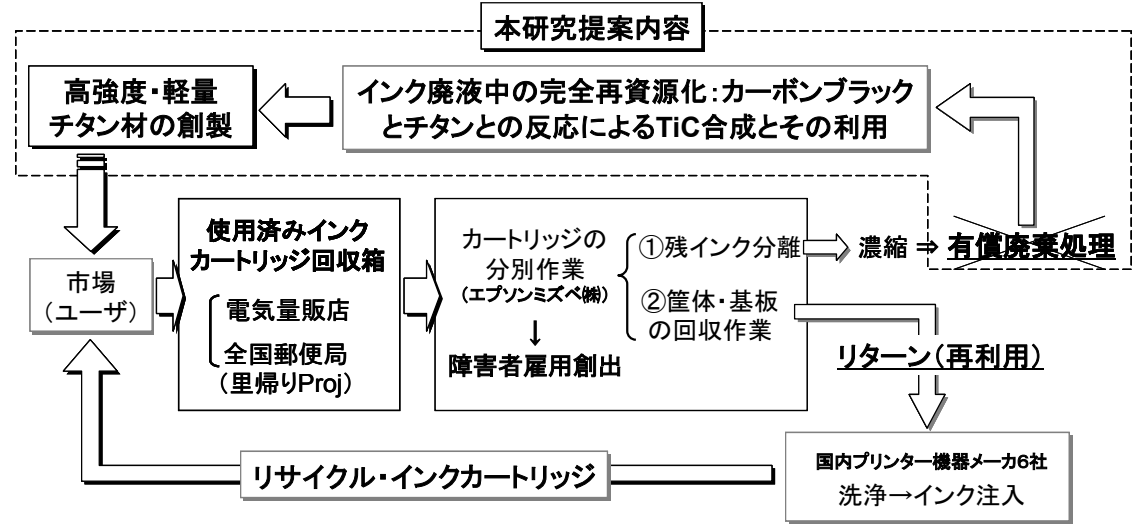 本研究提案内容
高強度・軽量
チタン材の創製
インク廃液中の完全再資源化：カーボンブラック
とチタンとの反応によるTiC合成とその利用
市場
（ユーザ）
使用済みインク
カートリッジ回収箱
電気量販店
全国郵便局
（里帰りProj）
カートリッジの
分別作業
（エプソンミズベ㈱）
↓
障害者雇用創出
①残インク分離
②筐体・基板
の回収作業
濃縮 ⇒ 有償廃棄処理
リターン（再利用）
国内プリンター機器メーカ6社
洗浄→インク注入
リサイクル・インクカートリッジ